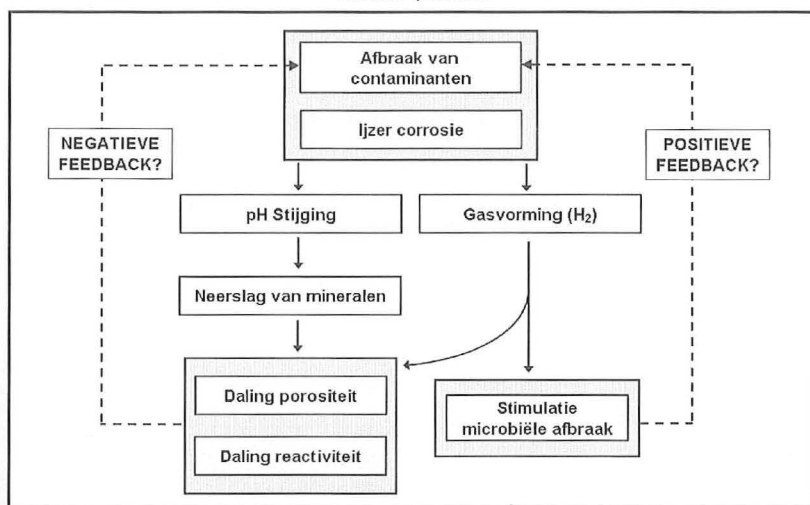 Afbraak van
contaminanten
Ijzer corrosie
NEGATIEVE
FEEDBACK?
POSITIEVE
FEEDBACK?
pH Stijging
Gasvorming (H₂)
Neerslag van mineralen
Daling porositeit
Daling reactiviteit
Stimulatie
microbiële afbraak